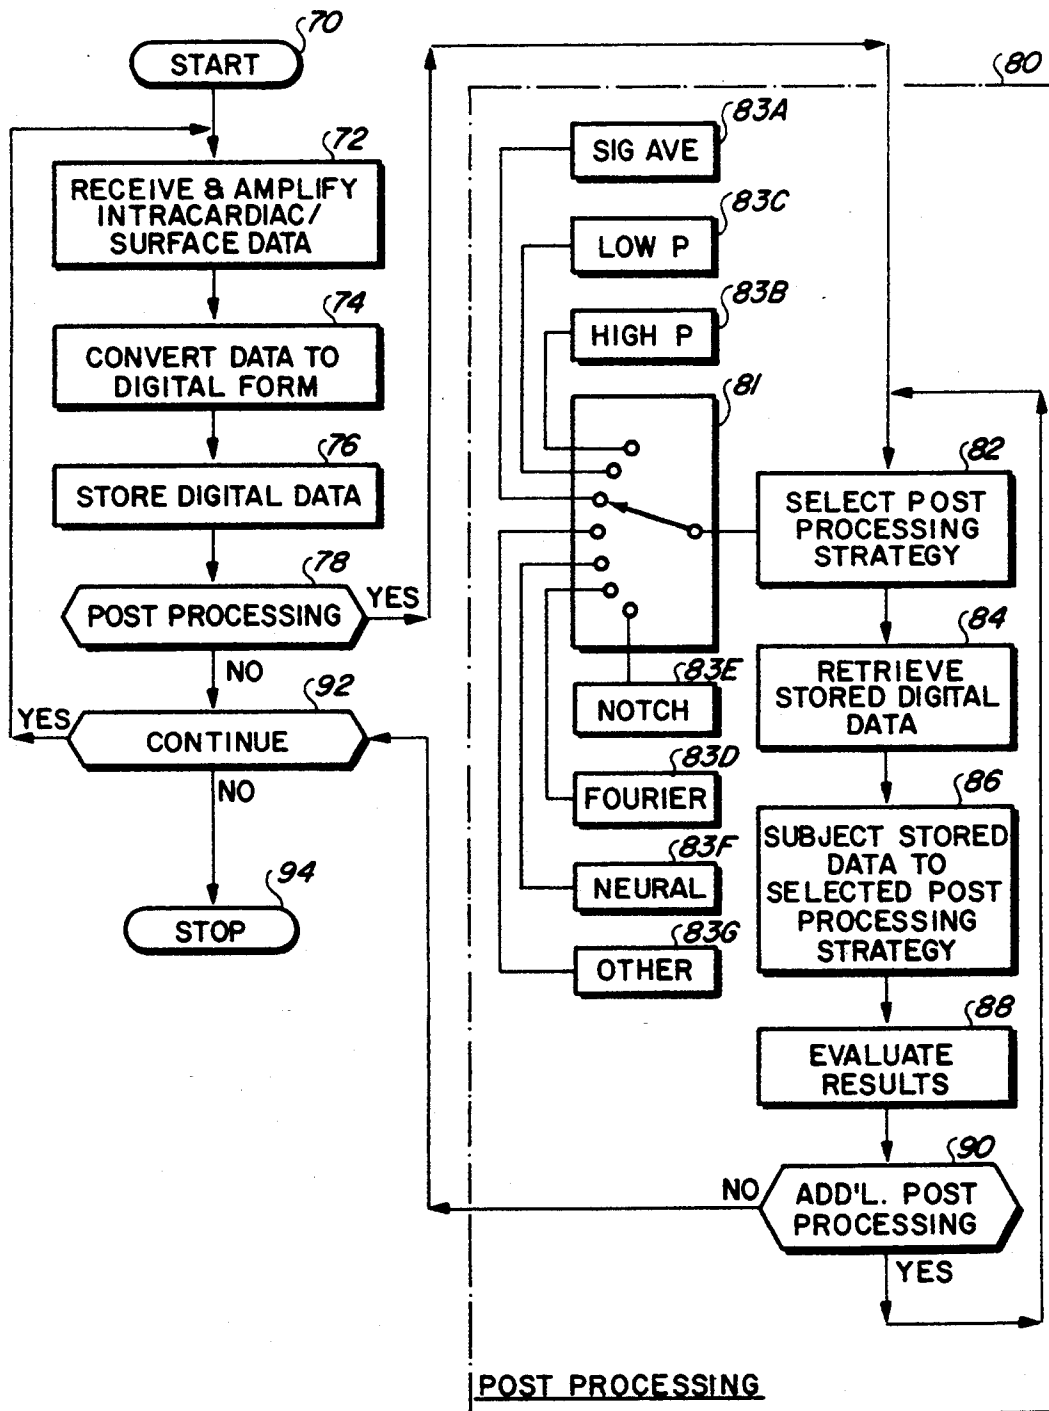 70
START
72
RECEIVE & AMPLIFY
INTRACARDIAC/
SURFACE DATA
74
CONVERT DATA TO
DIGITAL FORM
76
STORE DIGITAL DATA
78
POST PROCESSING
YES
NO
92
YES
CONTINUE
NO
94
STOP
80
83A
SIG AVE
83C
LOW P
83B
HIGH P
81
83E
NOTCH
83D
FOURIER
83F
NEURAL
83G
OTHER
82
SELECT POST
PROCESSING
STRATEGY
84
RETRIEVE
STORED DIGITAL
DATA
86
SUBJECT STORED
DATA TO
SELECTED POST
PROCESSING
STRATEGY
88
EVALUATE
RESULTS
90
NO
ADD'L. POST
PROCESSING
YES
POST PROCESSING